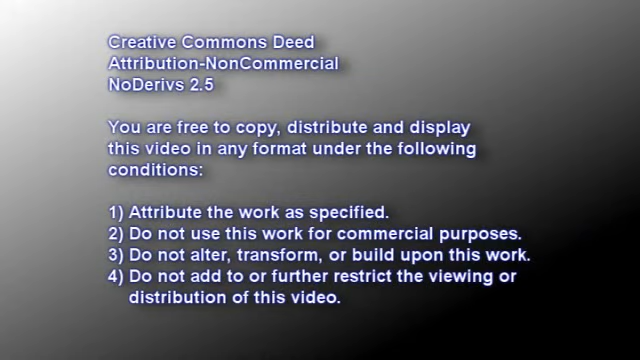 Creative Commons Deed
Attribution-NonCommercial
NoDerivs 2.5
You are free to copy, distribute and display
this video in any format under the following
conditions:
1) Attribute the work as specified.
2) Do not use this work for commercial purposes.
3) Do not alter, transform, or build upon this work.
4) Do not add to or further restrict the viewing or
distribution of this video.